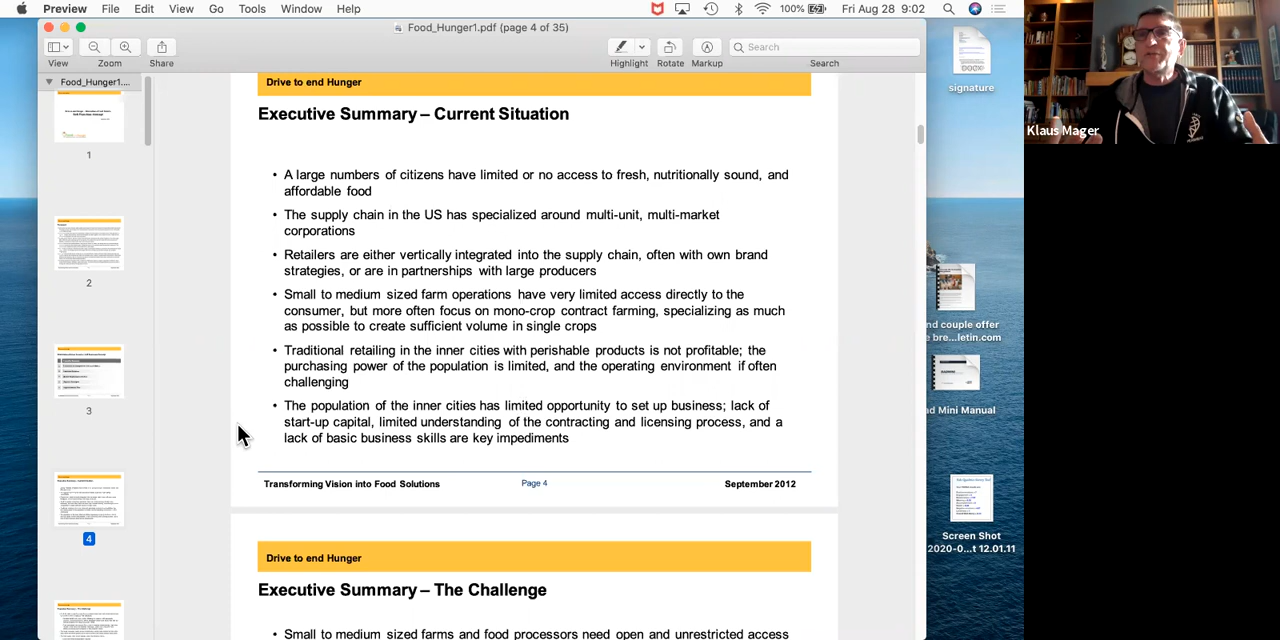 Preview File Edit View Go Tools Window Help 100% Fri Aug 28 9:02
Food_Hunger1.pdf (page 4 of 35)
View Zoom Share Highlight Rotate Markup Search
Search
Food_Hunger1....
1
2
3
4
Drive to end Hunger
Executive Summary – Current Situation
• A large numbers of citizens have limited or no access to fresh, nutritionally sound, and
affordable food
• The supply chain in the US has specialized around multi-unit, multi-market
corporations
• Retailers are either vertically integrated into the supply chain, often with own brand
strategies, or are in partnerships with large producers
• Small to medium sized farm operations have very limited access directly to the
consumer, but more often focus on mono-crop contract farming, specializing as much
as possible to create sufficient volume in single crops
• Traditional retailing in the inner cities with perishable products is not profitable; the
purchasing power of the population is limited, and the operating environment if often
challenging
• The population of the inner cities has limited opportunity to set up business; lack of
start-up capital, limited understanding of the contracting and licensing process, and a
lack of basic business skills are key impediments
Transforming Vision into Food Solutions Page 4 September 2012
Drive to end Hunger
Executive Summary – The Challenge
• Small to medium sized farms and food
signature
nd couple offer
e bre...letin.com
ad Mini Manual
Screen Shot
2020-0...t 12.01.11
Klaus Mager